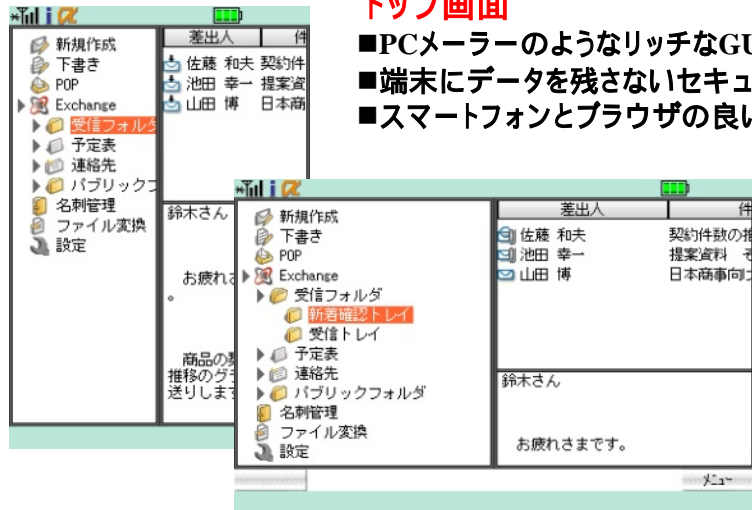 トップ画面
■PCメーラーのようなリッチなGU
■端末にデータを残さないセキュ
■スマートフォンとブラウザの良い
新規作成
下書き
POP
Exchange
受信フォルダ
予定表
連絡先
パブリックフ
名刺管理
ファイル変換
設定
差出人 件
佐藤 和夫 契約件
池田 幸一 提案資
山田 博 日本商
鈴木さん
お疲れさ
。
商品の
推移のグラ
送りします
新規作成
下書き
POP
Exchange
受信フォルダ
新着確認トレイ
受信トレイ
予定表
連絡先
パブリックフォルダ
名刺管理
ファイル変換
設定
差出人 件
佐藤 和夫 契約件数の推
池田 幸一 提案資料 そ
山田 博 日本商事向け
鈴木さん
お疲れさまです。
メニュー